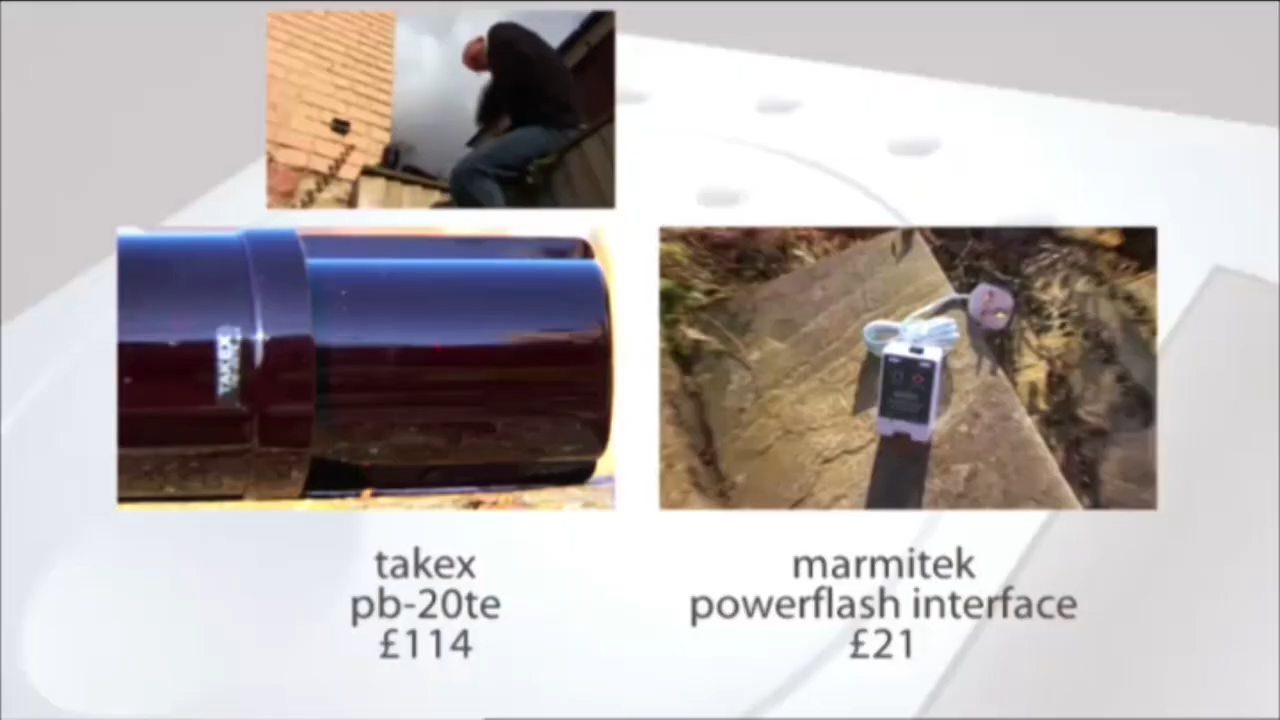 TAKEX
takex
pb-20te
£114
marmitek
powerflash interface
£21